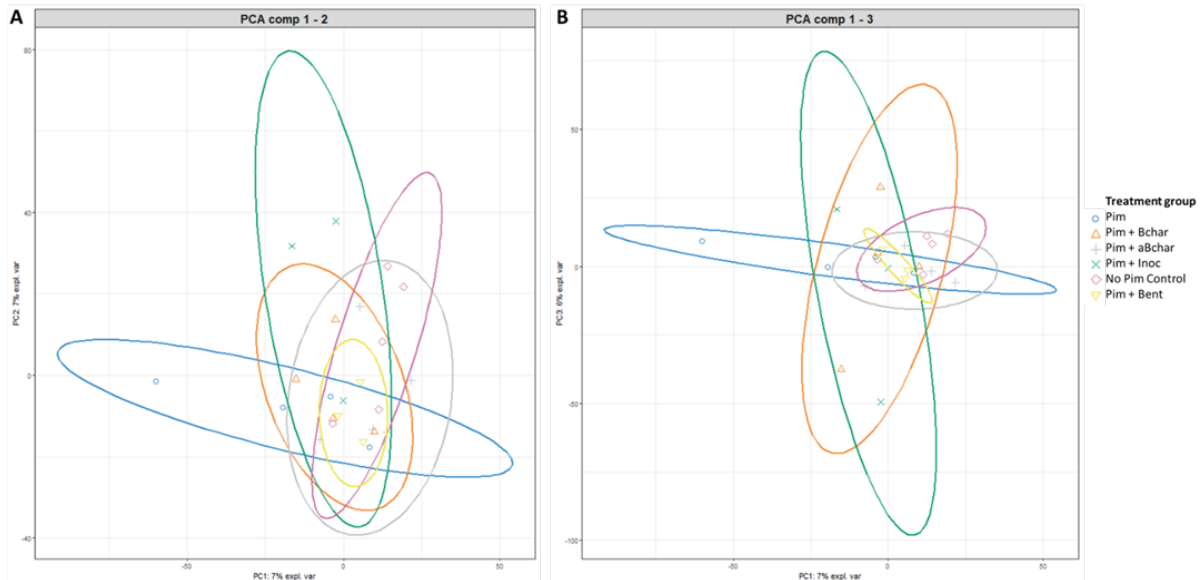 A
PCA comp 1 - 2
80
40
0
-40
PC2: 7% expl. var
-50
0
50
PC1: 7% expl. var
B
PCA comp 1 - 3
50
0
-50
-100
PC3: 6% expl. var
-50
0
50
PC1: 7% expl. var
Treatment group
Pim
Pim + Bchar
Pim + aBchar
Pim + Inoc
No Pim Control
Pim + Bent